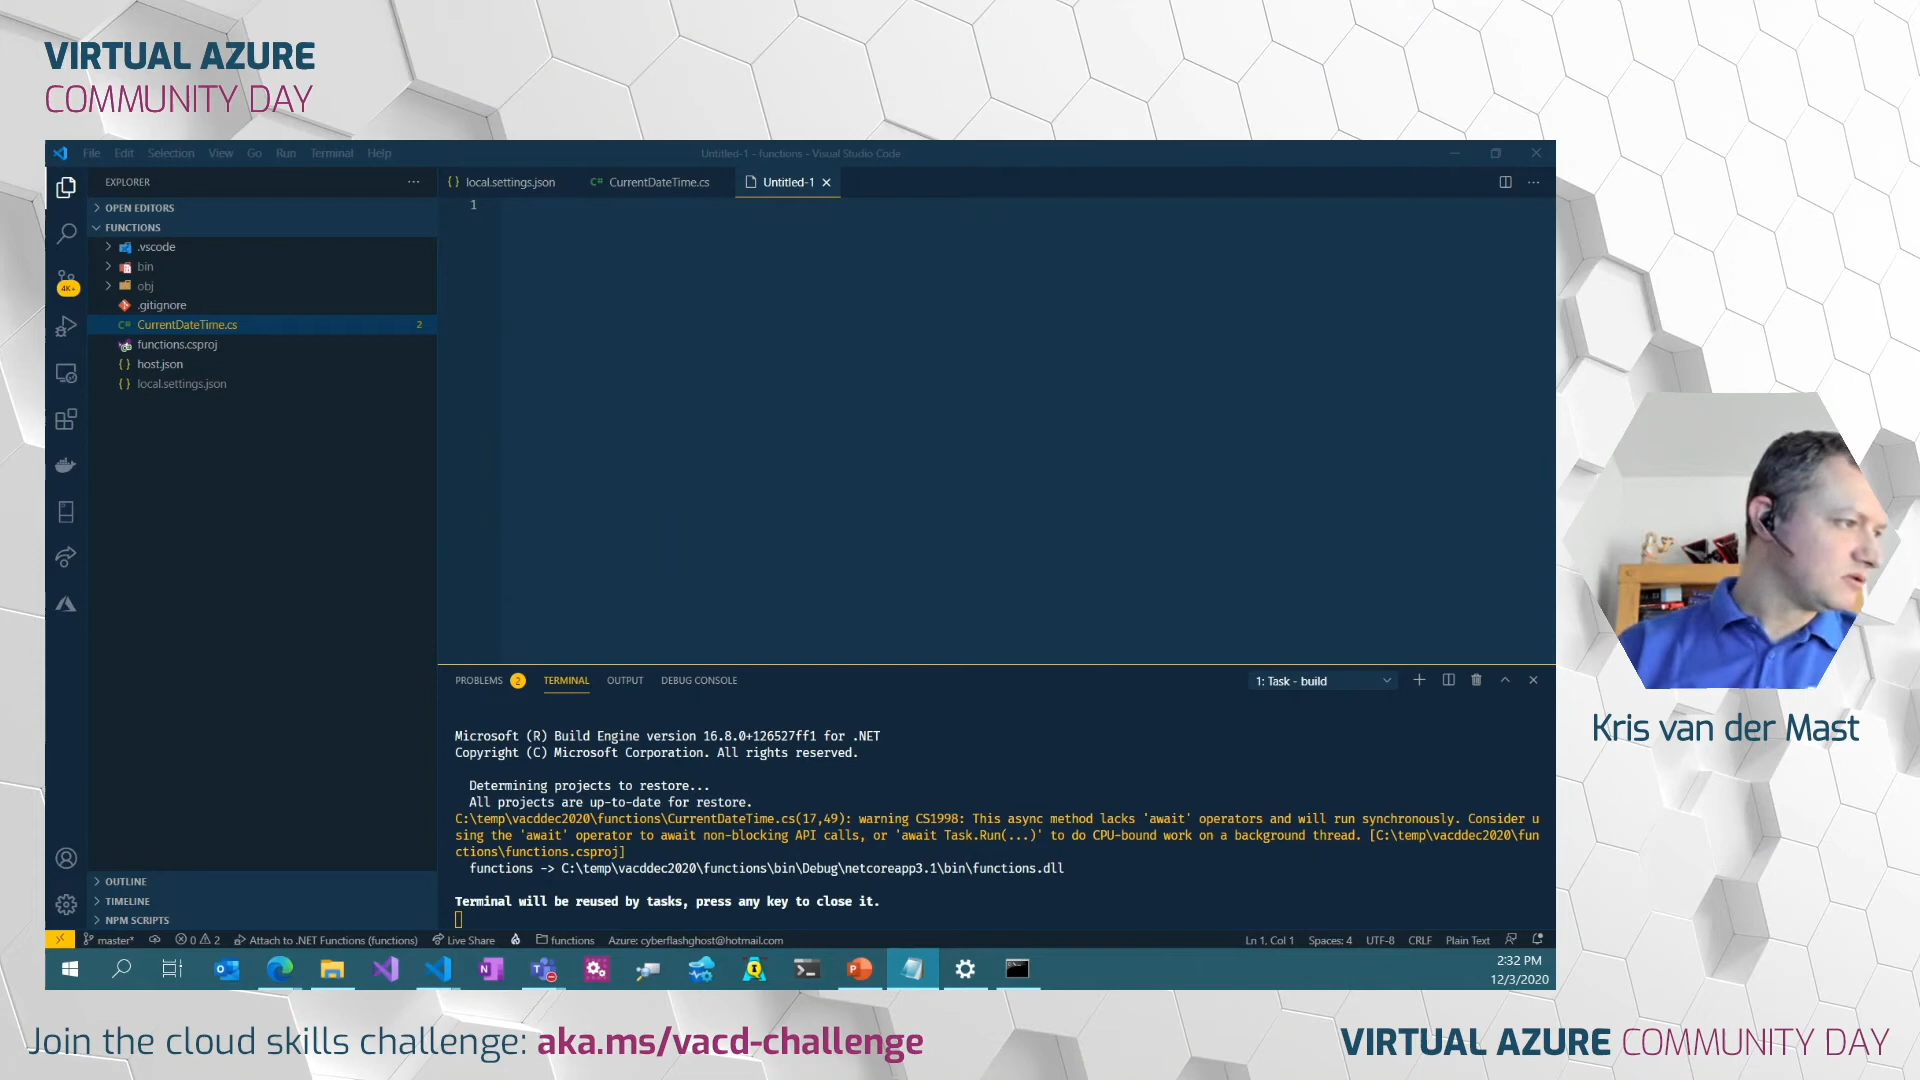 VIRTUAL AZURE
COMMUNITY DAY
File Edit Selection View Go Run Terminal Help
Untitled-1 - functions - Visual Studio Code
EXPLORER
local.settings.json
CurrentDateTime.cs
Untitled-1
OPEN EDITORS
FUNCTIONS
.vscode
bin
obj
.gitignore
CurrentDateTime.cs 2
functions.csproj
host.json
local.settings.json
1
4K+
PROBLEMS 2 TERMINAL OUTPUT DEBUG CONSOLE
1: Task - build
Microsoft (R) Build Engine version 16.8.0+126527ff1 for .NET
Copyright (C) Microsoft Corporation. All rights reserved.
Determining projects to restore...
All projects are up-to-date for restore.
C:\temp\vacddec2020\functions\CurrentDateTime.cs(17,49): warning CS1998: This async method lacks 'await' operators and will run synchronously. Consider u
sing the 'await' operator to await non-blocking API calls, or 'await Task.Run(...)' to do CPU-bound work on a background thread. [C:\temp\vacddec2020\fun
ctions\functions.csproj]
functions -> C:\temp\vacddec2020\functions\bin\Debug\netcoreapp3.1\bin\functions.dll
Terminal will be reused by tasks, press any key to close it.
OUTLINE
TIMELINE
NPM SCRIPTS
master* 0 2 Attach to .NET Functions (functions) Live Share functions Azure: cyberflashghost@hotmail.com
Ln 1, Col 1 Spaces: 4 UTF-8 CRLF Plain Text
2:32 PM
12/3/2020
Kris van der Mast
Join the cloud skills challenge: aka.ms/vacd-challenge
VIRTUAL AZURE COMMUNITY DAY